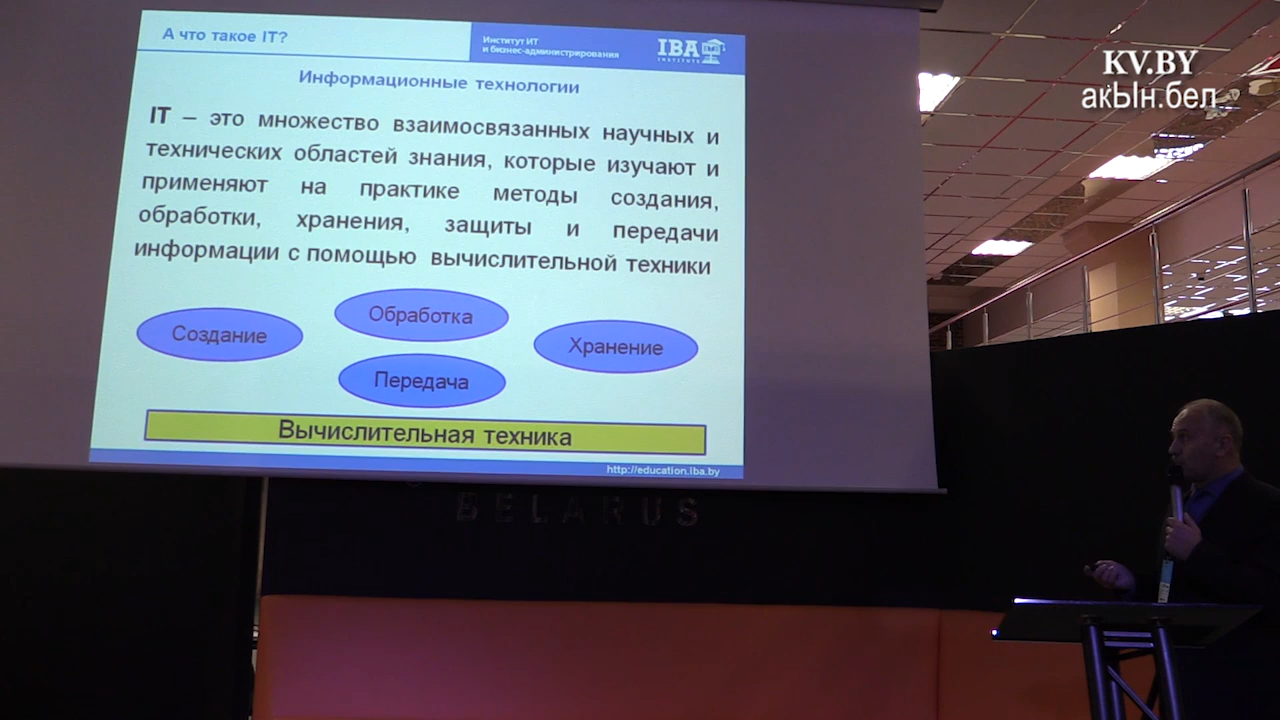 А что такое IT?
Институт ИТ
и бизнес-администрирования
IBA
INSTITUTE
Информационные технологии
IT – это множество взаимосвязанных научных и
технических областей знания, которые изучают и
применяют на практике методы создания,
обработки, хранения, защиты и передачи
информации с помощью вычислительной техники
Создание
Обработка
Хранение
Передача
Вычислительная техника
http://education.iba.by
BELARUS
KV.BY
акЫн.бел